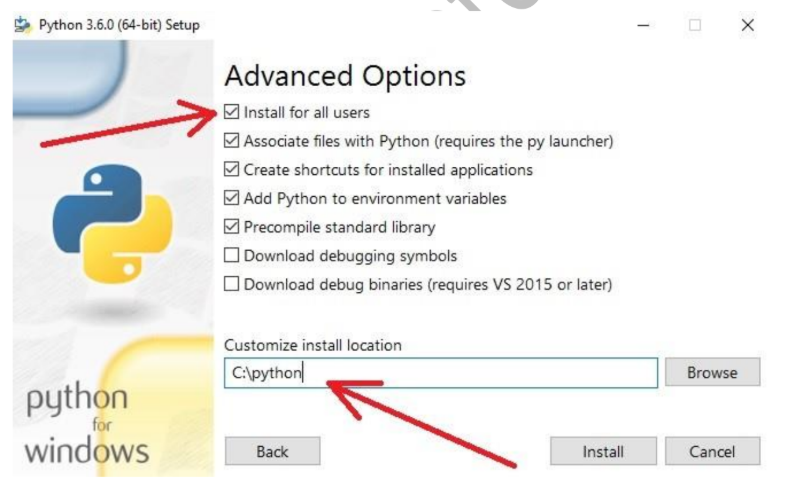 Python 3.6.0 (64-bit) Setup
Advanced Options
Install for all users
Associate files with Python (requires the py launcher)
Create shortcuts for installed applications
Add Python to environment variables
Precompile standard library
Download debugging symbols
Download debug binaries (requires VS 2015 or later)
Customize install location
C:\python
Browse
python
for
windows
Back
Install
Cancel